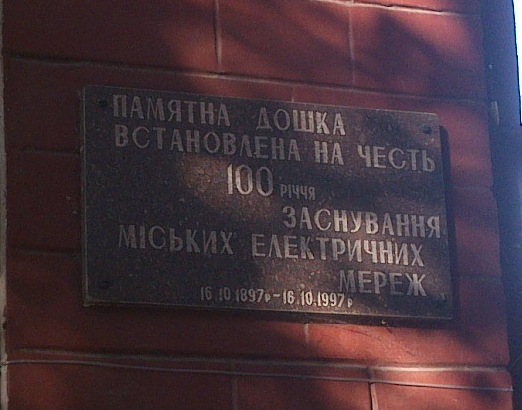 ПАМЯТНА ДОШКА
ВСТАНОВЛЕНА НА ЧЕСТЬ
100 РІЧЧЯ
ЗАСНУВАННЯ
МІСЬКИХ ЕЛЕКТРИЧНИХ
МЕРЕЖ
16.10.1897р-16.10.1997р